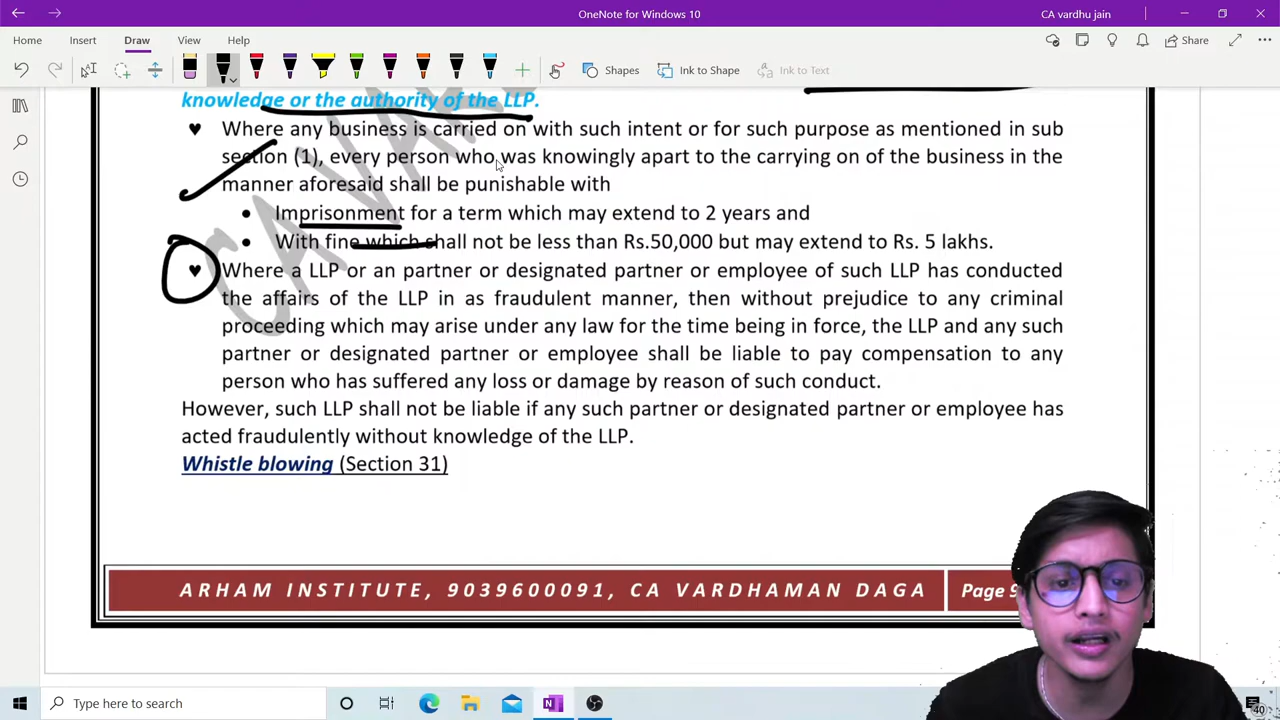 OneNote for Windows 10
CA vardhu jain
Home Insert Draw View Help
Share
Shapes
Ink to Shape
Ink to Text
knowledge or the authority of the LLP.
♥ Where any business is carried on with such intent or for such purpose as mentioned in sub
section (1), every person who was knowingly apart to the carrying on of the business in the
manner aforesaid shall be punishable with
• Imprisonment for a term which may extend to 2 years and
• With fine which shall not be less than Rs.50,000 but may extend to Rs. 5 lakhs.
♥ Where a LLP or an partner or designated partner or employee of such LLP has conducted
the affairs of the LLP in as fraudulent manner, then without prejudice to any criminal
proceeding which may arise under any law for the time being in force, the LLP and any such
partner or designated partner or employee shall be liable to pay compensation to any
person who has suffered any loss or damage by reason of such conduct.
However, such LLP shall not be liable if any such partner or designated partner or employee has
acted fraudulently without knowledge of the LLP.
Whistle blowing (Section 31)
ARHAM INSTITUTE, 9039600091, CA VARDHAMAN DAGA
Page 9
Type here to search
40